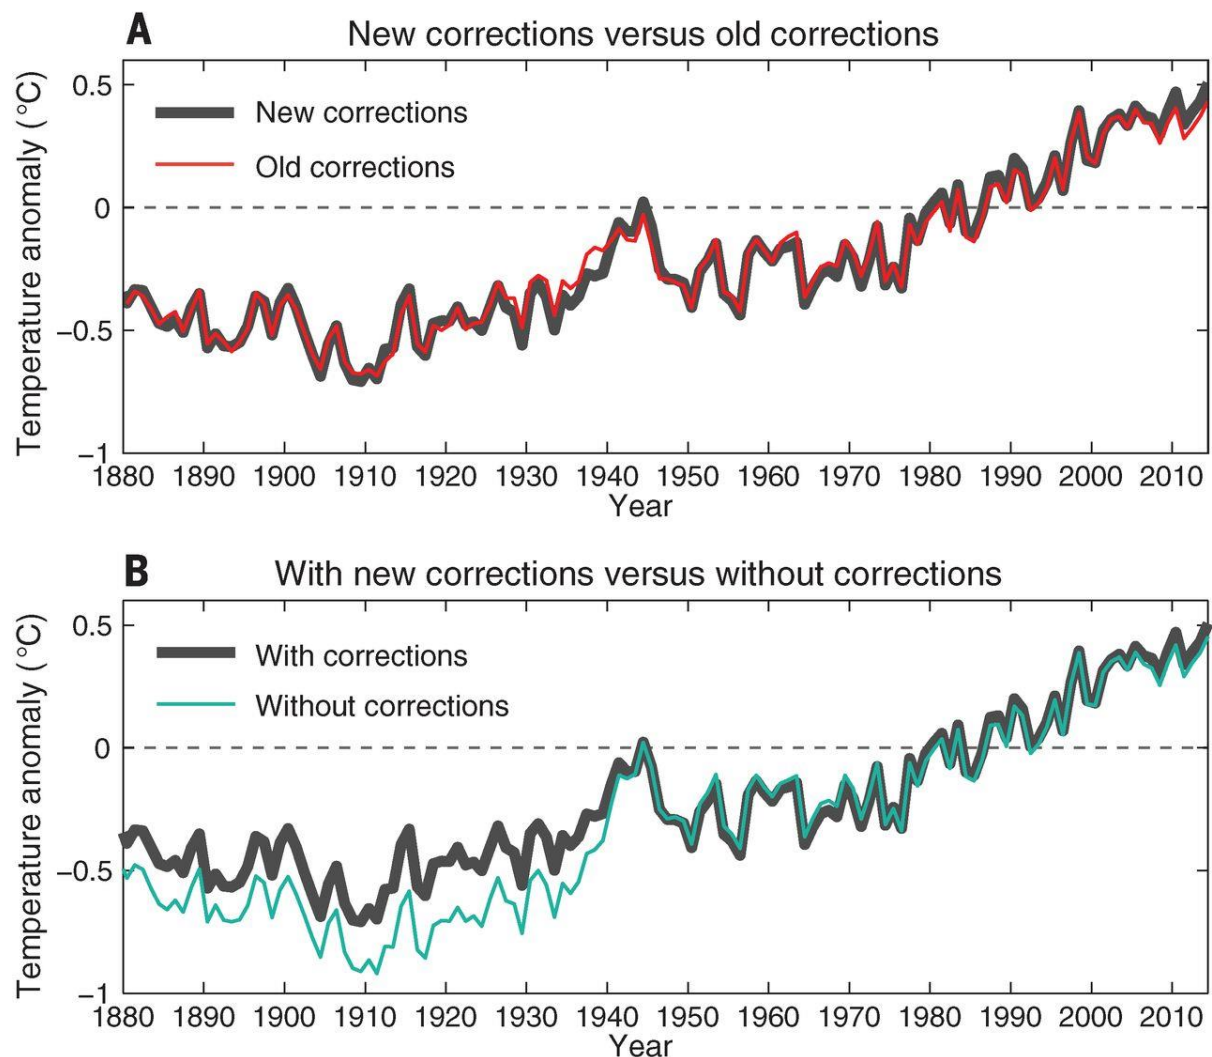 A
New corrections versus old corrections
Temperature anomaly (°C)
0.5
0
−0.5
−1
New corrections
Old corrections
1880 1890 1900 1910 1920 1930 1940 1950 1960 1970 1980 1990 2000 2010
Year
B
With new corrections versus without corrections
Temperature anomaly (°C)
0.5
0
−0.5
−1
With corrections
Without corrections
1880 1890 1900 1910 1920 1930 1940 1950 1960 1970 1980 1990 2000 2010
Year